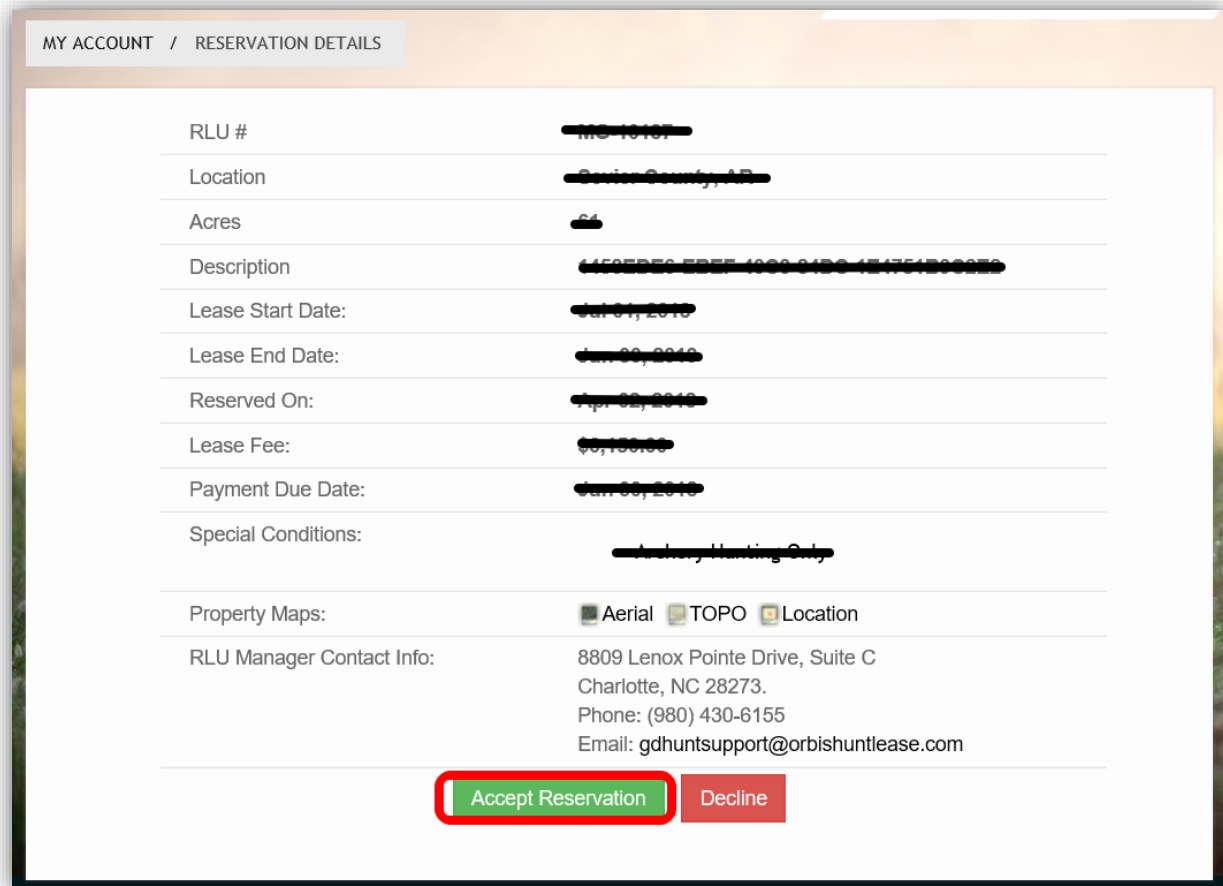 MY ACCOUNT / RESERVATION DETAILS
RLU #
Location
Acres
Description
Lease Start Date:
Lease End Date:
Reserved On:
Lease Fee:
Payment Due Date:
Special Conditions:
Property Maps: Aerial TOPO Location
RLU Manager Contact Info: 8809 Lenox Pointe Drive, Suite C
Charlotte, NC 28273.
Phone: (980) 430-6155
Email: gdhuntsupport@orbishuntlease.com
Accept Reservation Decline